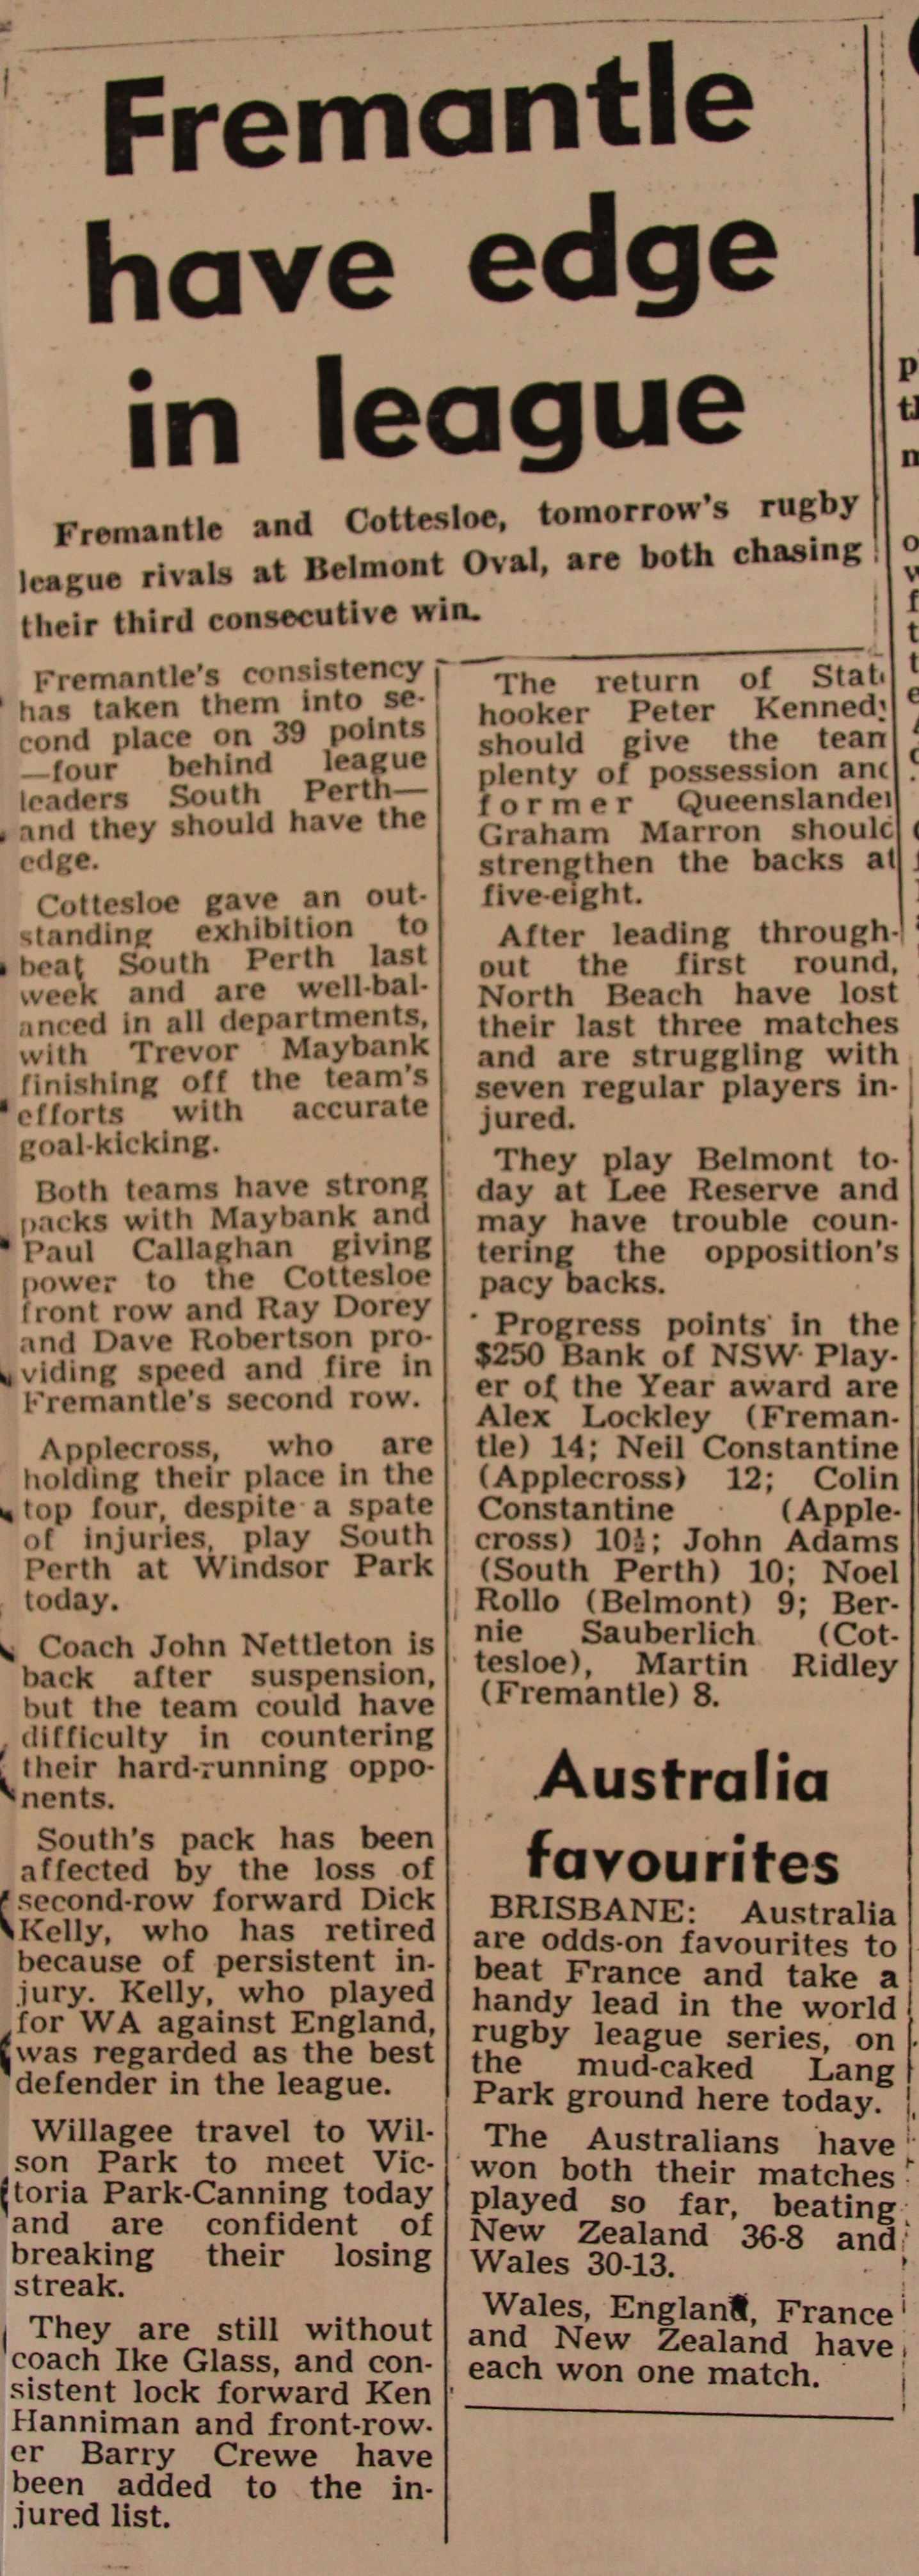 Fremantle
have edge
in league
Fremantle and Cottesloe, tomorrow's rugby
league rivals at Belmont Oval, are both chasing
their third consecutive win.
Fremantle's consistency
has taken them into se-
cond place on 39 points
—four behind league
leaders South Perth—
and they should have the
edge.
Cottesloe gave an out-
standing exhibition to
beat South Perth last
week and are well-bal-
anced in all departments,
with Trevor Maybank
finishing off the team's
efforts with accurate
goal-kicking.
Both teams have strong
packs with Maybank and
Paul Callaghan giving
power to the Cottesloe
front row and Ray Dorey
and Dave Robertson pro-
viding speed and fire in
Fremantle's second row.
Applecross, who are
holding their place in the
top four, despite a spate
of injuries, play South
Perth at Windsor Park
today.
Coach John Nettleton is
back after suspension,
but the team could have
difficulty in countering
their hard-running oppo-
nents.
South's pack has been
affected by the loss of
second-row forward Dick
Kelly, who has retired
because of persistent in-
jury. Kelly, who played
for WA against England,
was regarded as the best
defender in the league.
Willagee travel to Wil-
son Park to meet Vic-
toria Park-Canning today
and are confident of
breaking their losing
streak.
They are still without
coach Ike Glass, and con-
sistent lock forward Ken
Hanniman and front-row-
er Barry Crewe have
been added to the in-
jured list.
The return of Stat
hooker Peter Kenned
should give the tean
plenty of possession and
former Queenslander
Graham Marron should
strengthen the backs at
five-eight.
After leading through-
out the first round,
North Beach have lost
their last three matches
and are struggling with
seven regular players in-
jured.
They play Belmont to-
day at Lee Reserve and
may have trouble coun-
tering the opposition's
pacy backs.
Progress points in the
$250 Bank of NSW Play-
er of the Year award are
Alex Lockley (Freman-
tle) 14; Neil Constantine
(Applecross) 12; Colin
Constantine (Apple-
cross) 10½; John Adams
(South Perth) 10; Noel
Rollo (Belmont) 9; Ber-
nie Sauberlich (Cot-
tesloe), Martin Ridley
(Fremantle) 8.
Australia
favourites
BRISBANE: Australia
are odds-on favourites to
beat France and take a
handy lead in the world
rugby league series, on
the mud-caked Lang
Park ground here today.
The Australians have
won both their matches
played so far, beating
New Zealand 36-8 and
Wales 30-13.
Wales, England, France
and New Zealand have
each won one match.